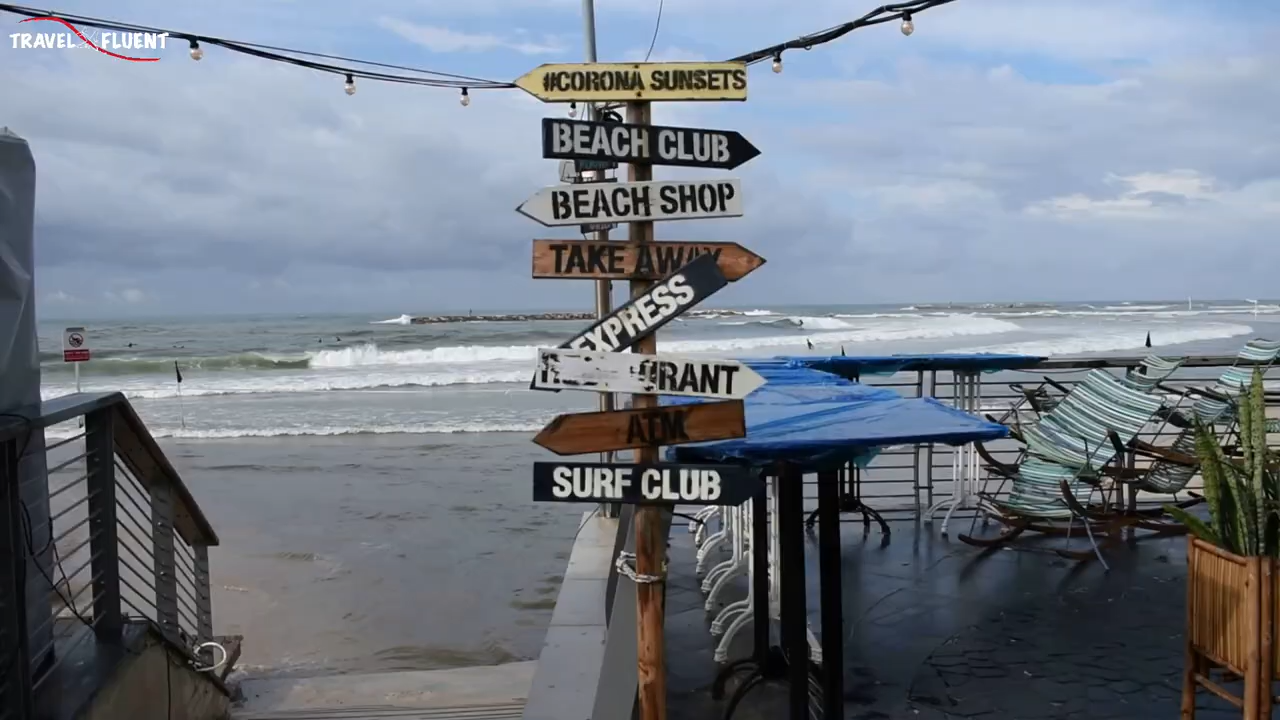 TRAVEL FLUENT
#CORONA SUNSETS
BEACH CLUB
BEACH SHOP
TAKE AWAY
EXPRESS
ATM
SURF CLUB